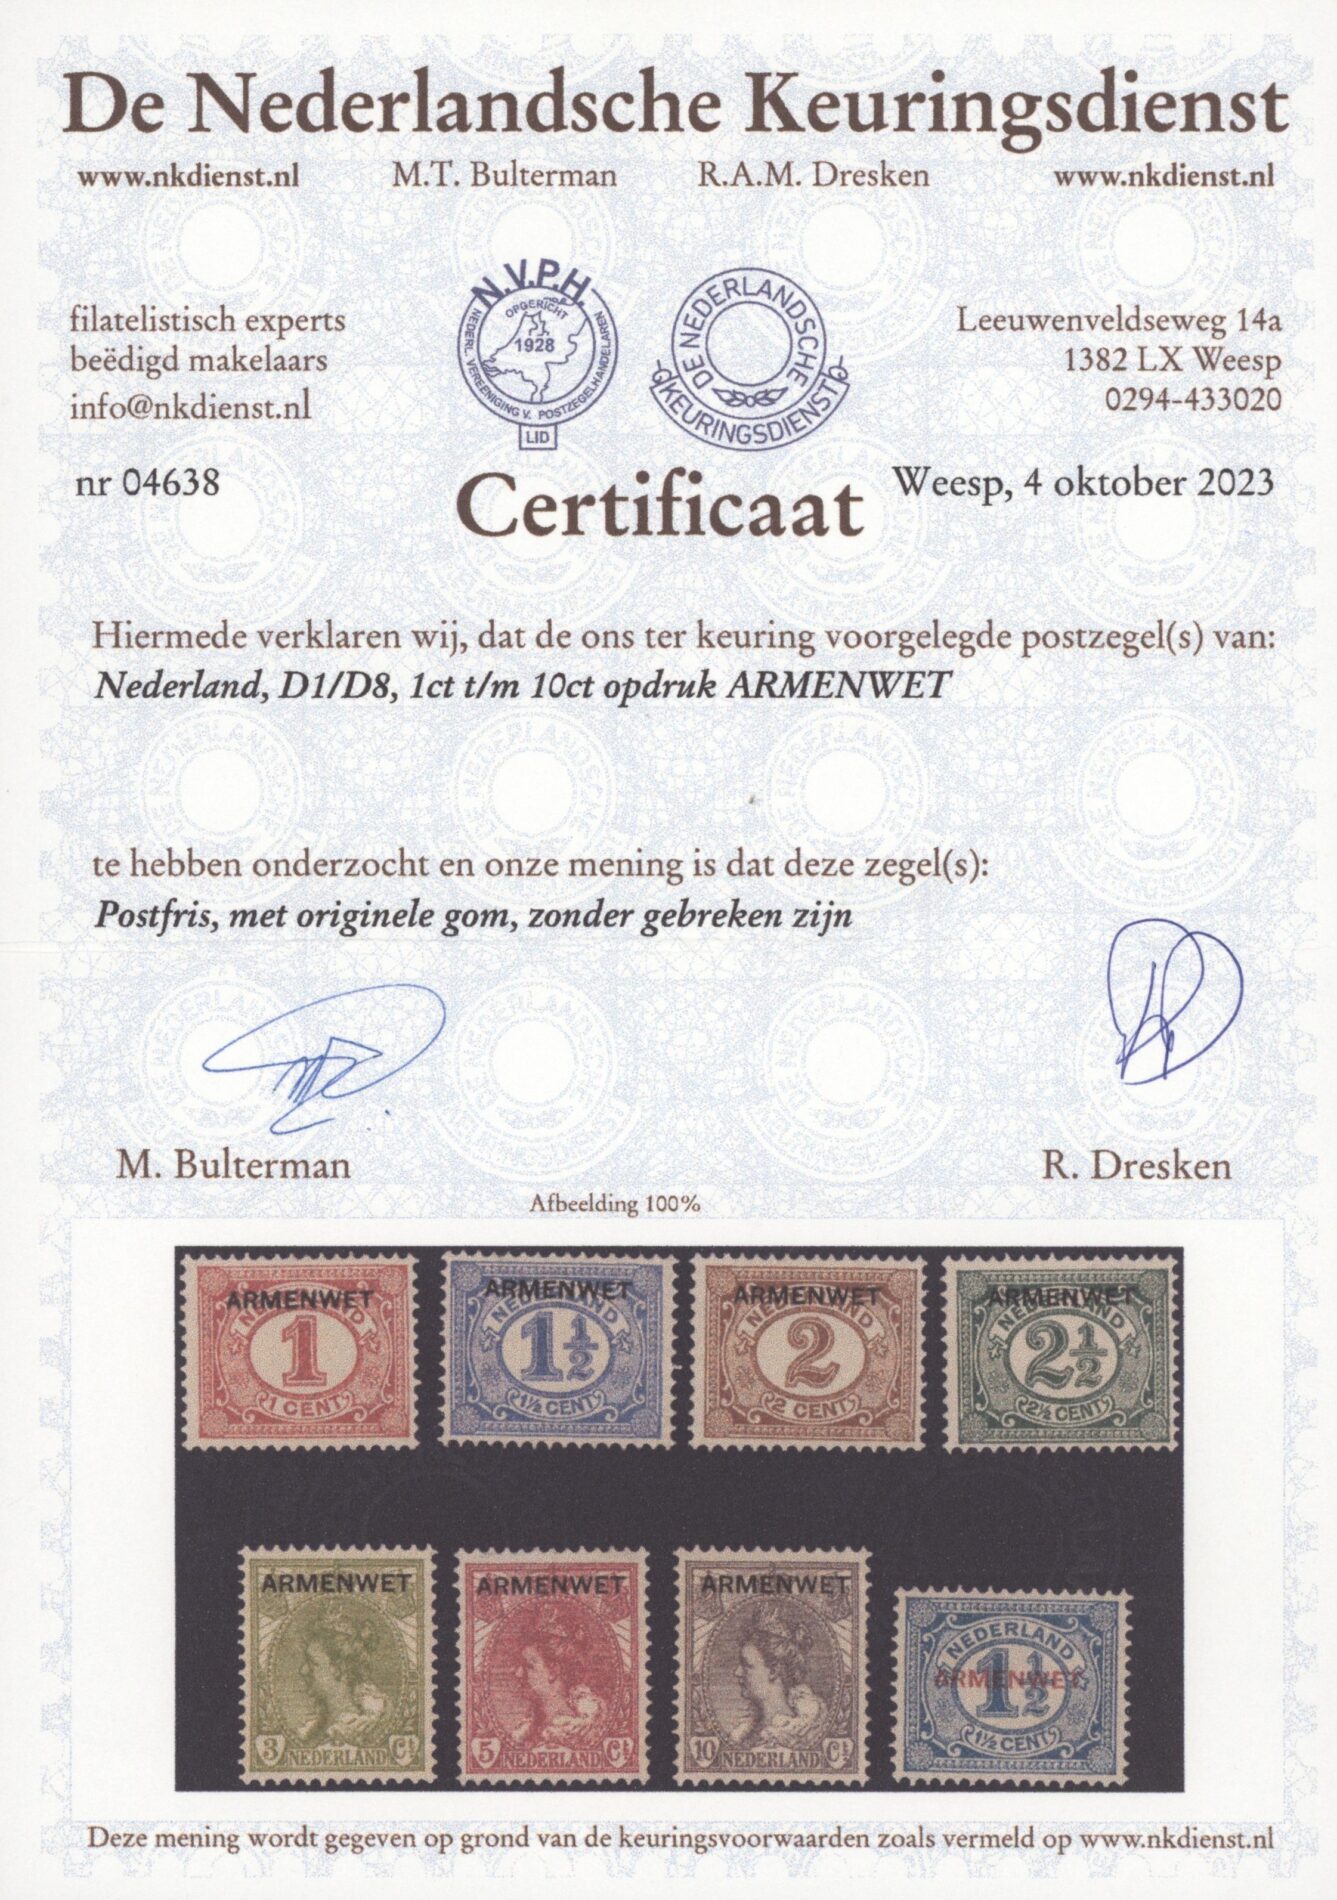 De Nederlandsche Keuringsdienst
www.nkdienst.nl M.T. Bulterman R.A.M. Dresken www.nkdienst.nl
filatelistisch experts
beëdigd makelaars
info@nkdienst.nl
N.V.P.H.
OPGERICHT
1928
NEDERL. VEREENIGING V. POSTZEGELHANDELAREN
LID
DE NEDERLANDSCHE
KEURINGSDIENST
Leeuwenveldseweg 14a
1382 LX Weesp
0294-433020
nr 04638
Certificaat
Weesp, 4 oktober 2023
Hiermede verklaren wij, dat de ons ter keuring voorgelegde postzegel(s) van:
Nederland, D1/D8, 1ct t/m 10ct opdruk ARMENWET
te hebben onderzocht en onze mening is dat deze zegel(s):
Postfris, met originele gom, zonder gebreken zijn
M. Bulterman
R. Dresken
Afbeelding 100%
ARMENWET
NEDERLAND
1
1 CENT
ARMENWET
NEDERLAND
1½
1½ CENT
ARMENWET
NEDERLAND
2
2 CENT
ARMENWET
NEDERLAND
2½
2½ CENT
ARMENWET
3 NEDERLAND Ct
ARMENWET
5 NEDERLAND Ct
ARMENWET
10 NEDERLAND Ct
NEDERLAND
ARMENWET
1½
1½ CENT
Deze mening wordt gegeven op grond van de keuringsvoorwaarden zoals vermeld op www.nkdienst.nl